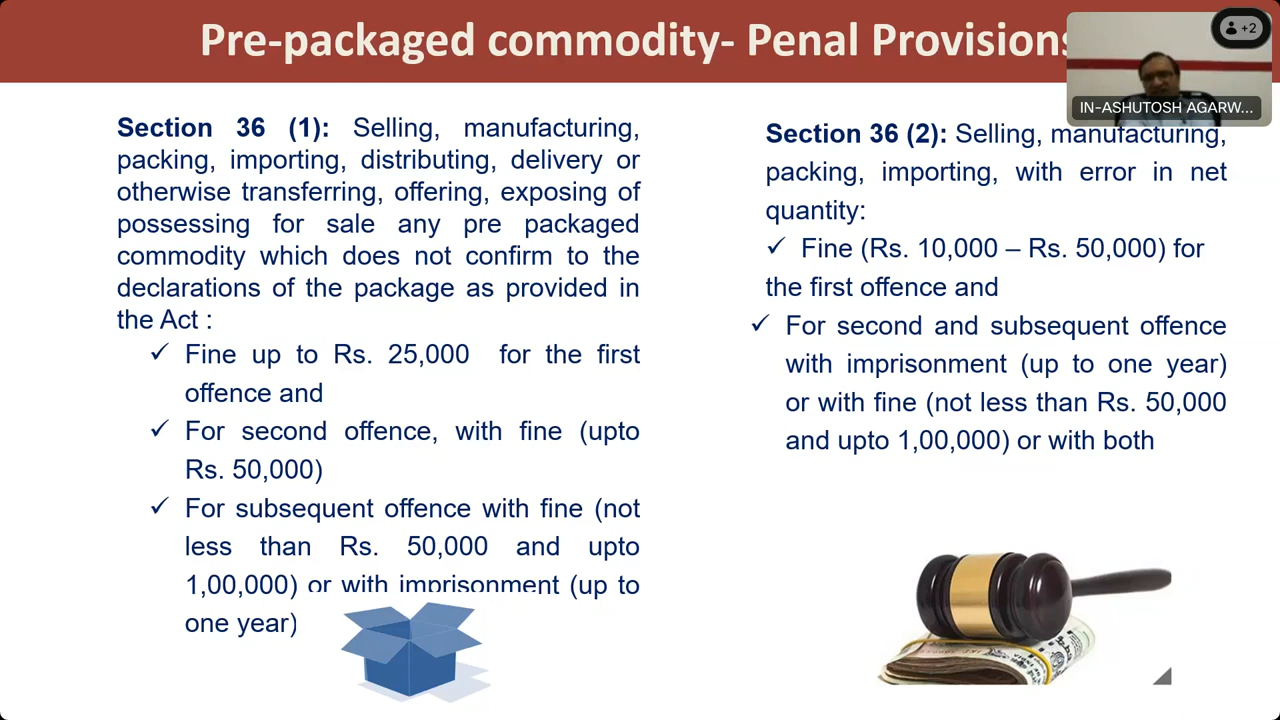 Pre-packaged commodity- Penal Provisions
+2
IN-ASHUTOSH AGARW...
Section 36 (1): Selling, manufacturing,
packing, importing, distributing, delivery or
otherwise transferring, offering, exposing of
possessing for sale any pre packaged
commodity which does not confirm to the
declarations of the package as provided in
the Act :
✓ Fine up to Rs. 25,000 for the first
offence and
✓ For second offence, with fine (upto
Rs. 50,000)
✓ For subsequent offence with fine (not
less than Rs. 50,000 and upto
1,00,000) or with imprisonment (up to
one year)
Section 36 (2): Selling, manufacturing,
packing, importing, with error in net
quantity:
✓ Fine (Rs. 10,000 – Rs. 50,000) for
the first offence and
✓ For second and subsequent offence
with imprisonment (up to one year)
or with fine (not less than Rs. 50,000
and upto 1,00,000) or with both